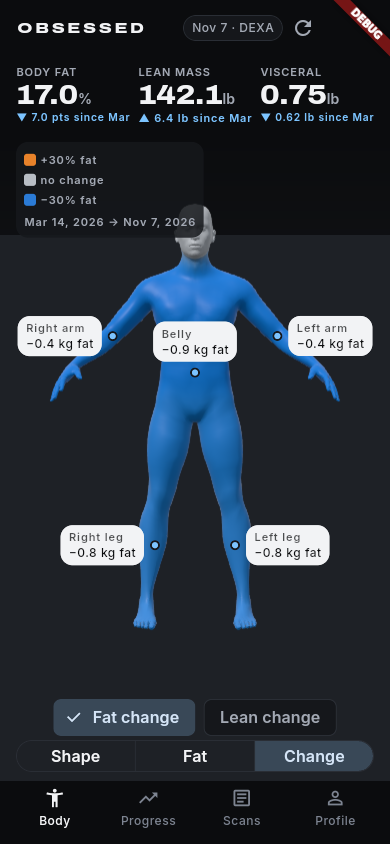 OBSESSED
Nov 7 · DEXA
DEBUG
BODY FAT
17.0%
▼ 7.0 pts since Mar
LEAN MASS
142.1lb
▲ 6.4 lb since Mar
VISCERAL
0.75lb
▼ 0.62 lb since Mar
+30% fat
no change
−30% fat
Mar 14, 2026 → Nov 7, 2026
Right arm
−0.4 kg fat
Belly
−0.9 kg fat
Left arm
−0.4 kg fat
Right leg
−0.8 kg fat
Left leg
−0.8 kg fat
Fat change
Lean change
Shape
Fat
Change
Body
Progress
Scans
Profile